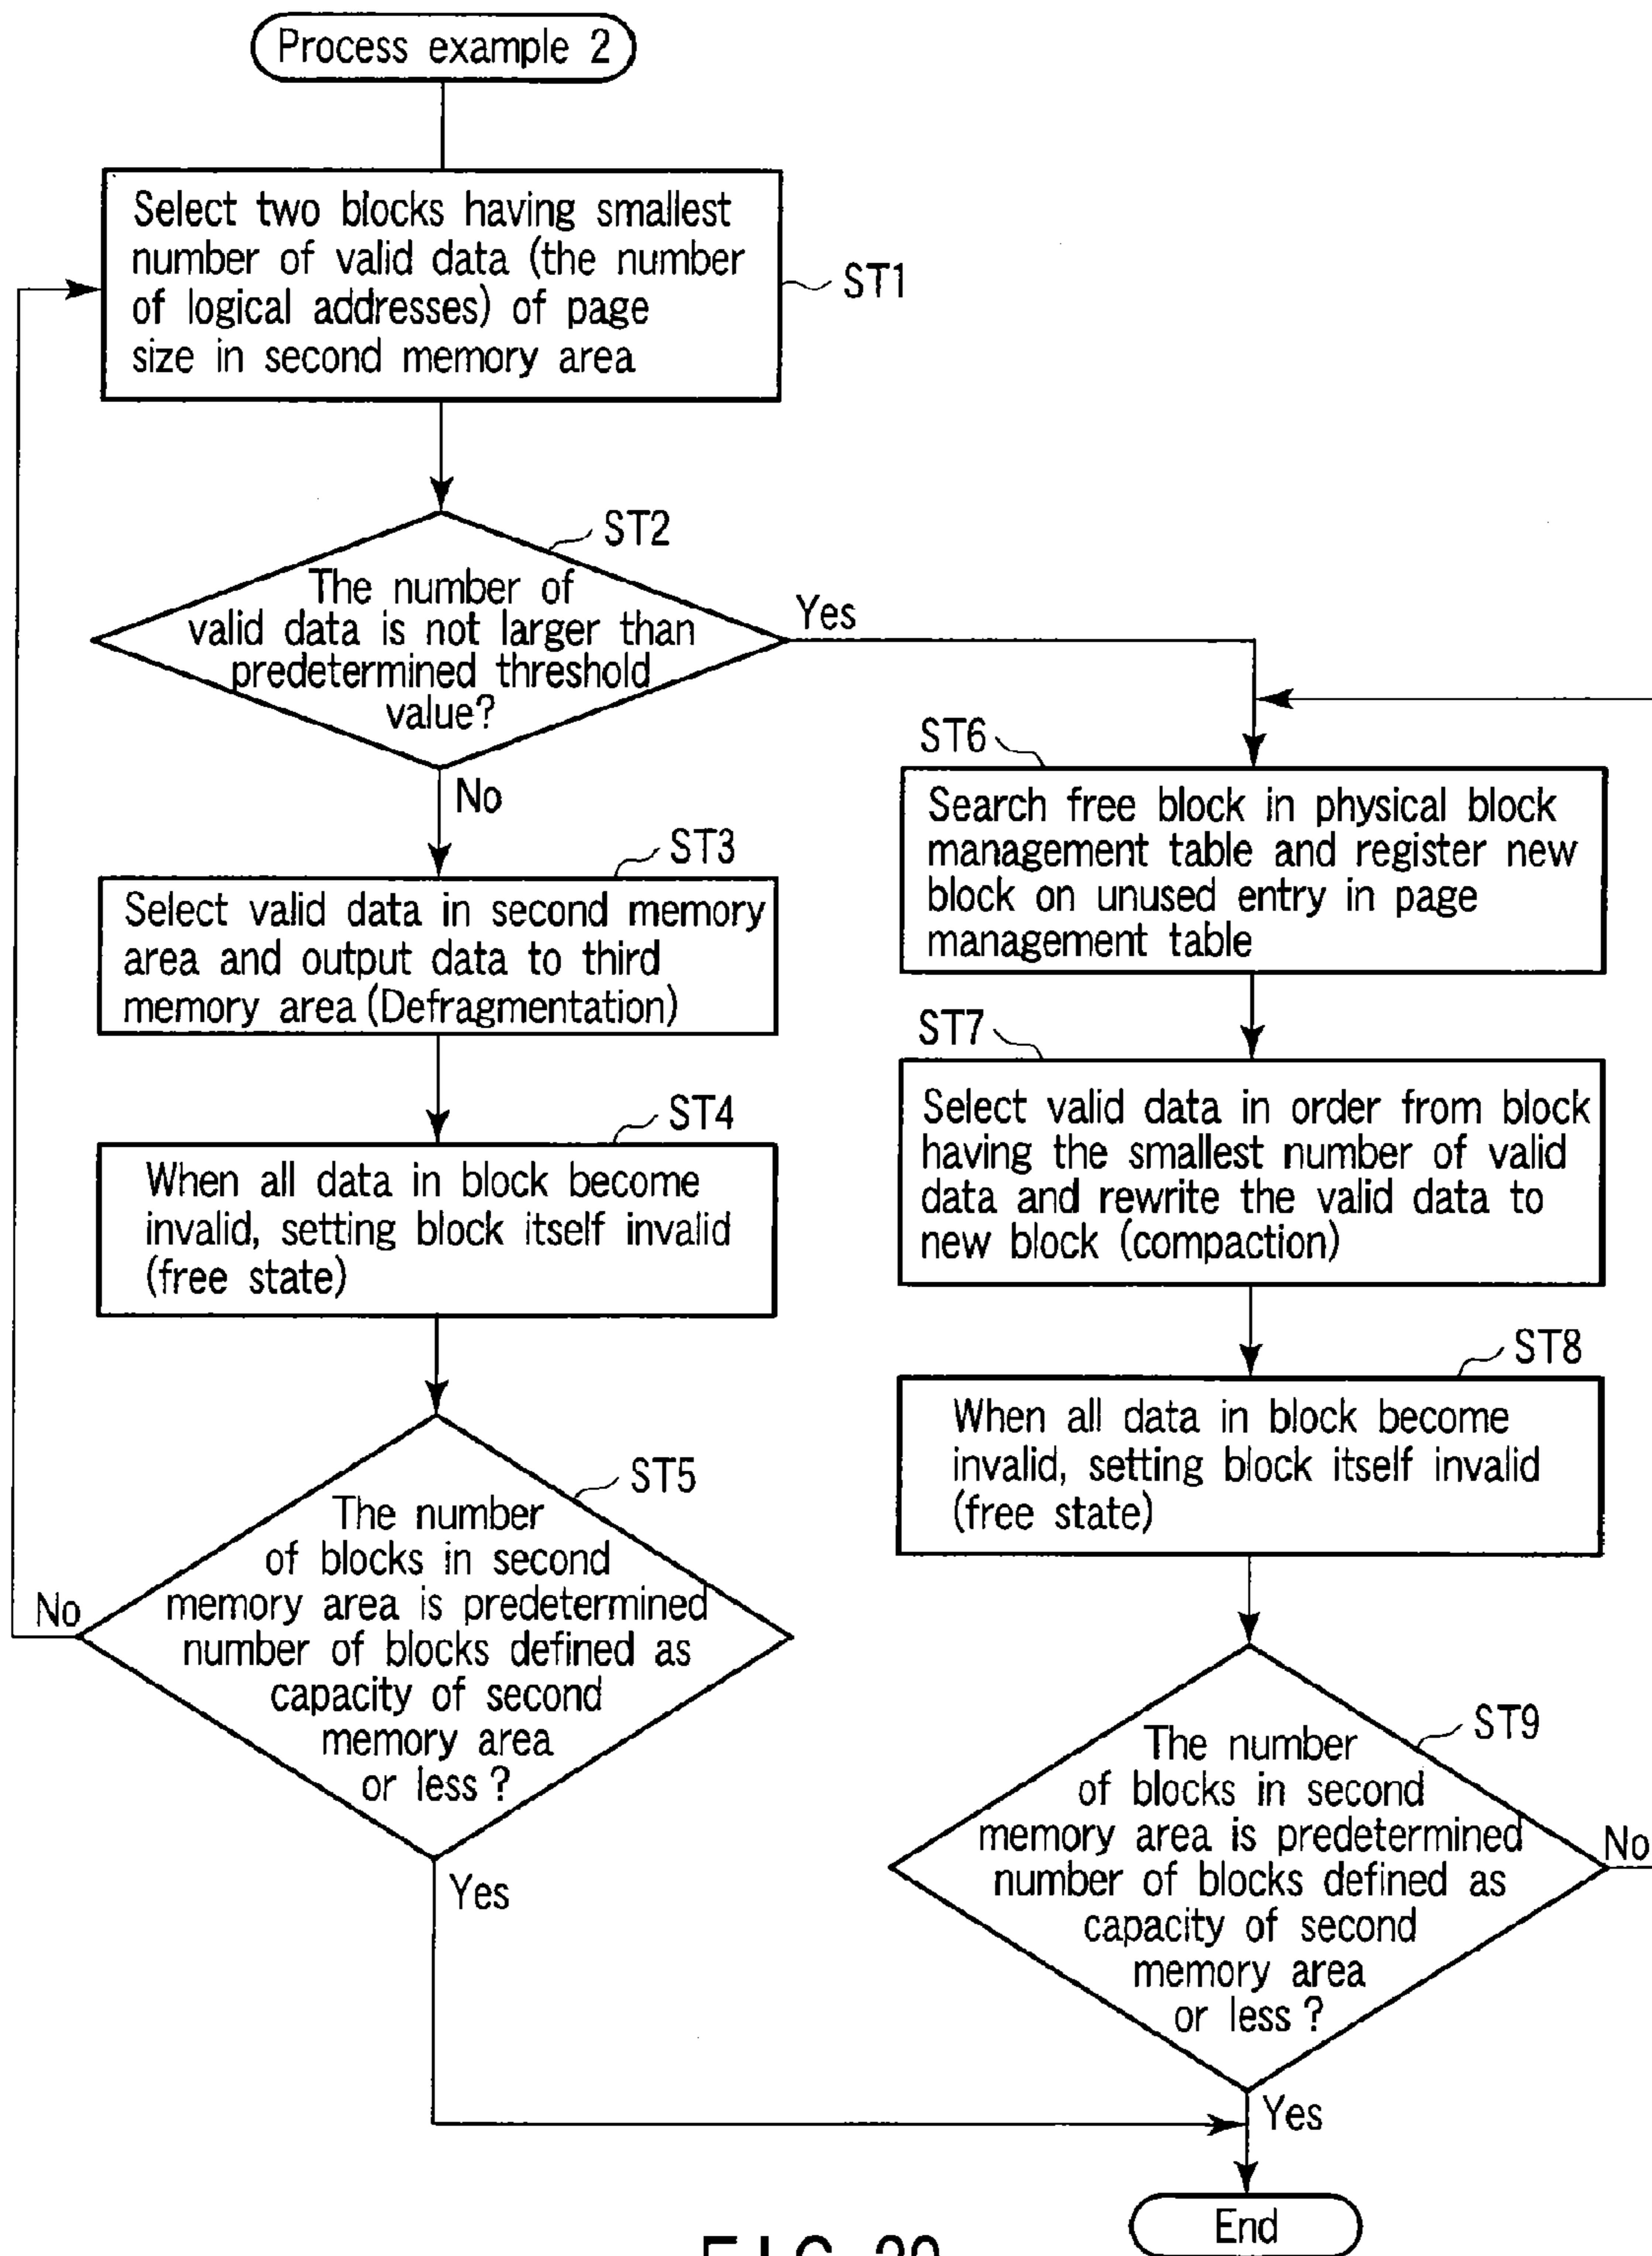 Process example 2
Select two blocks having smallest
number of valid data (the number
of logical addresses) of page
size in second memory area
ST1
ST2
The number of
valid data is not larger than
predetermined threshold
value?
Yes
No
ST3
Select valid data in second memory
area and output data to third
memory area (Defragmentation)
ST4
When all data in block become
invalid, setting block itself invalid
(free state)
ST5
The number
of blocks in second
memory area is predetermined
number of blocks defined as
capacity of second
memory area
or less ?
No
Yes
ST6
Search free block in physical block
management table and register new
block on unused entry in page
management table
ST7
Select valid data in order from block
having the smallest number of valid
data and rewrite the valid data to
new block (compaction)
ST8
When all data in block become
invalid, setting block itself invalid
(free state)
ST9
The number
of blocks in second
memory area is predetermined
number of blocks defined as
capacity of second
memory area
or less ?
No
Yes
End